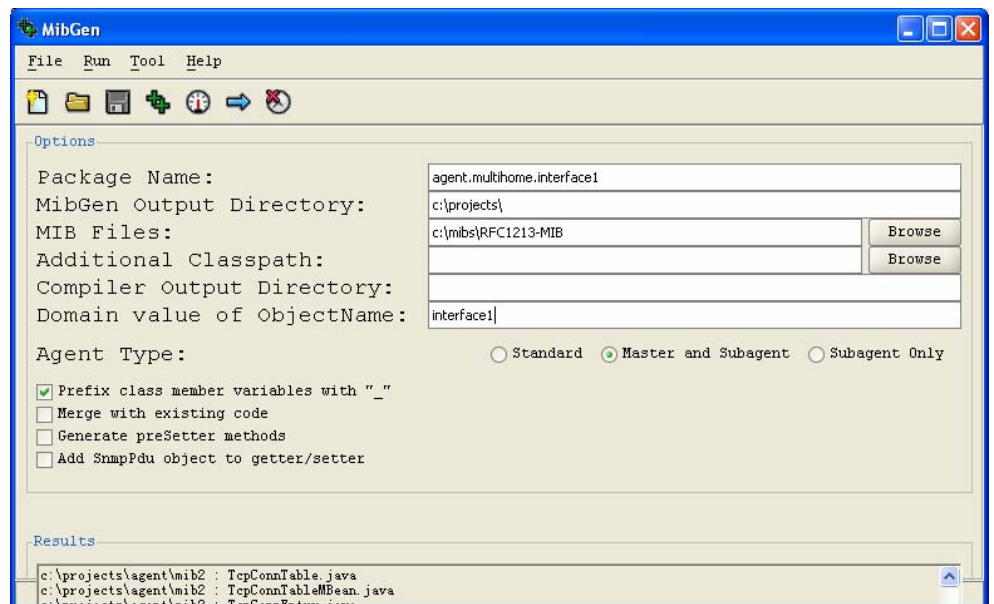 MibGen
File Run Tool Help
Options
Package Name: agent.multihome.interface1
MibGen Output Directory: c:\projects\
MIB Files: c:\mibs\RFC1213-MIB Browse
Additional Classpath: Browse
Compiler Output Directory:
Domain value of ObjectName: interface1
Agent Type: Standard Master and Subagent Subagent Only
Prefix class member variables with "_"
Merge with existing code
Generate preSetter methods
Add SnmpPdu object to getter/setter
Results
c:\projects\agent\mib2 : TcpConnTable.java
c:\projects\agent\mib2 : TcpConnTableMBean.java